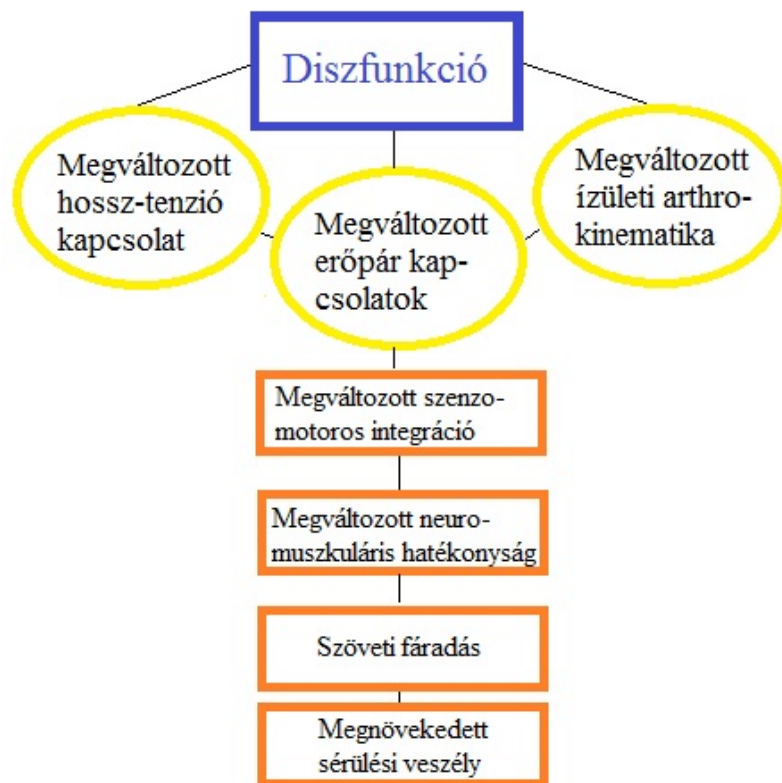 Diszfunkció
Megváltozott
hossz-tenzió
kapcsolat
Megváltozott
erőpár kap-
csolatok
Megváltozott
ízületi arthro-
kinematika
Megváltozott szenzo-
motoros integráció
Megváltozott neuro-
muszkuláris hatékonyság
Szöveti fáradás
Megnövekedett
sérülési veszély